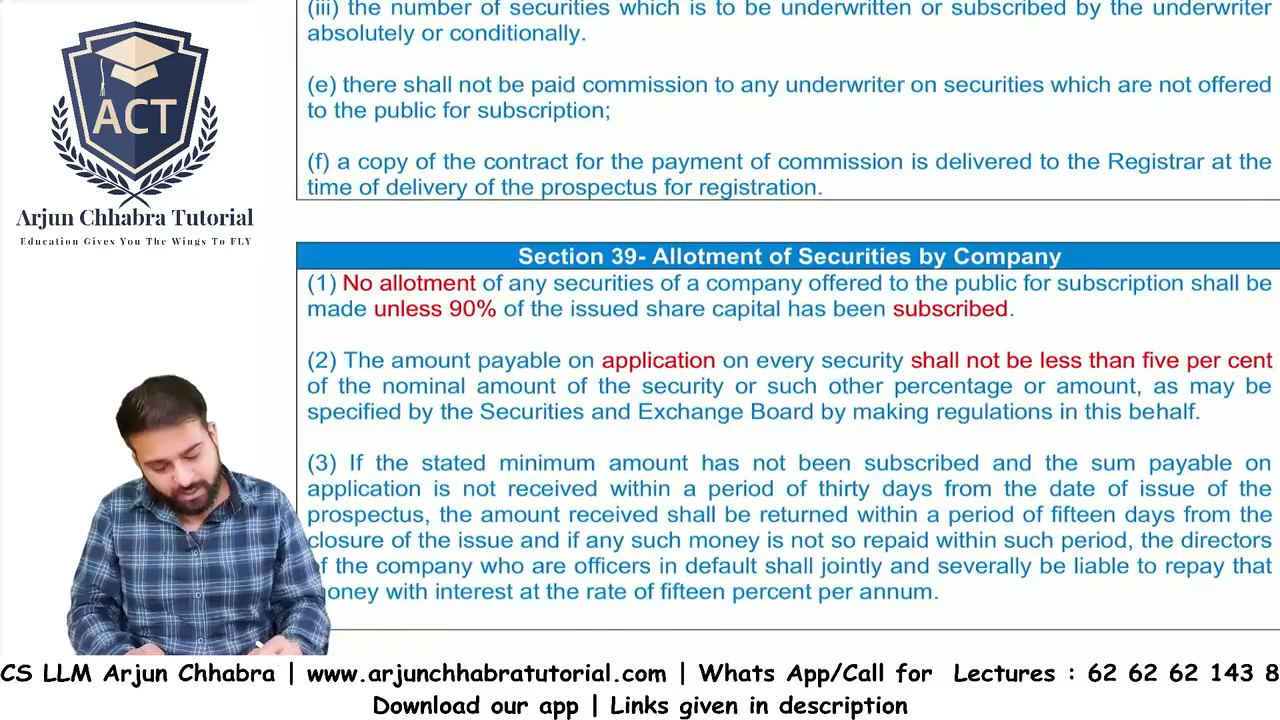 ACT
Arjun Chhabra Tutorial
Education Gives You The Wings To FLY
(iii) the number of securities which is to be underwritten or subscribed by the underwriter
absolutely or conditionally.
(e) there shall not be paid commission to any underwriter on securities which are not offered
to the public for subscription;
(f) a copy of the contract for the payment of commission is delivered to the Registrar at the
time of delivery of the prospectus for registration.
Section 39- Allotment of Securities by Company
(1) No allotment of any securities of a company offered to the public for subscription shall be
made unless 90% of the issued share capital has been subscribed.
(2) The amount payable on application on every security shall not be less than five per cent
of the nominal amount of the security or such other percentage or amount, as may be
specified by the Securities and Exchange Board by making regulations in this behalf.
(3) If the stated minimum amount has not been subscribed and the sum payable on
application is not received within a period of thirty days from the date of issue of the
prospectus, the amount received shall be returned within a period of fifteen days from the
closure of the issue and if any such money is not so repaid within such period, the directors
of the company who are officers in default shall jointly and severally be liable to repay that
money with interest at the rate of fifteen percent per annum.
CS LLM Arjun Chhabra | www.arjunchhabratutorial.com | Whats App/Call for Lectures : 62 62 62 143 8
Download our app | Links given in description